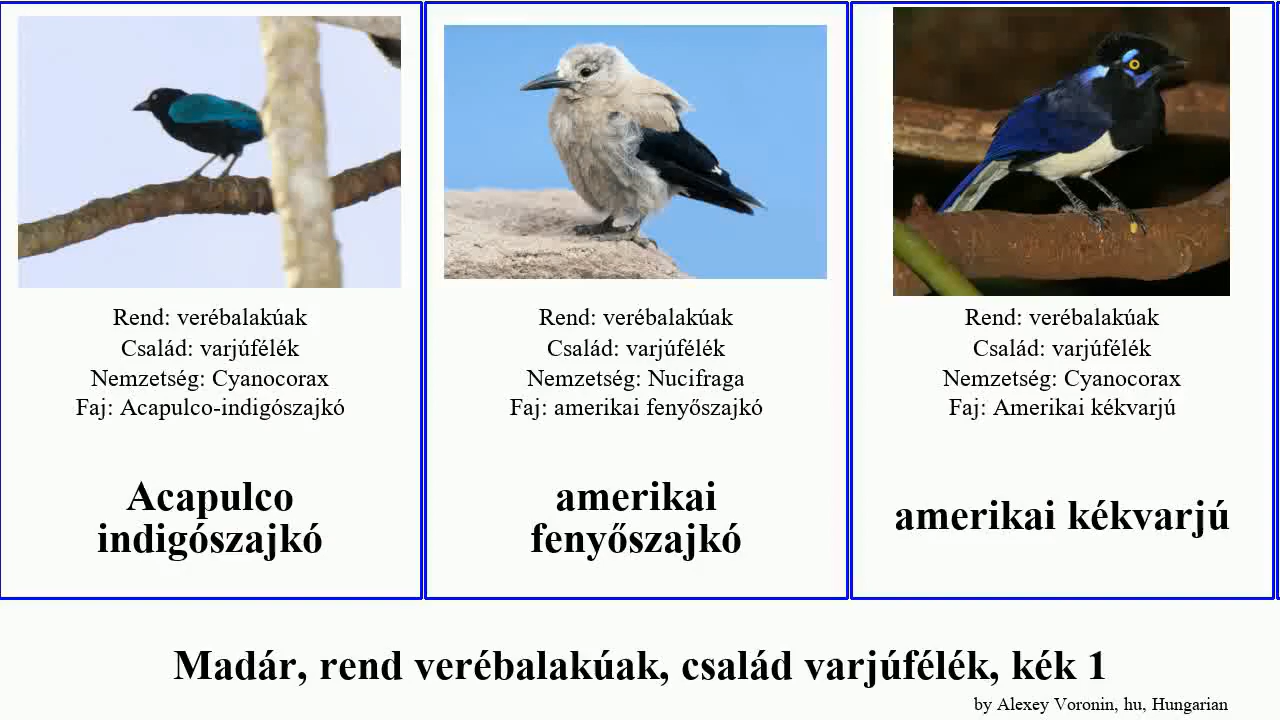 Rend: verébalakúak
Család: varjúfélék
Nemzetség: Cyanocorax
Faj: Acapulco-indigószajkó
Acapulco
indigószajkó
Rend: verébalakúak
Család: varjúfélék
Nemzetség: Nucifraga
Faj: amerikai fenyőszajkó
amerikai
fenyőszajkó
Rend: verébalakúak
Család: varjúfélék
Nemzetség: Cyanocorax
Faj: Amerikai kékvarjú
amerikai kékvarjú
Madár, rend verébalakúak, család varjúfélék, kék 1
by Alexey Voronin, hu, Hungarian